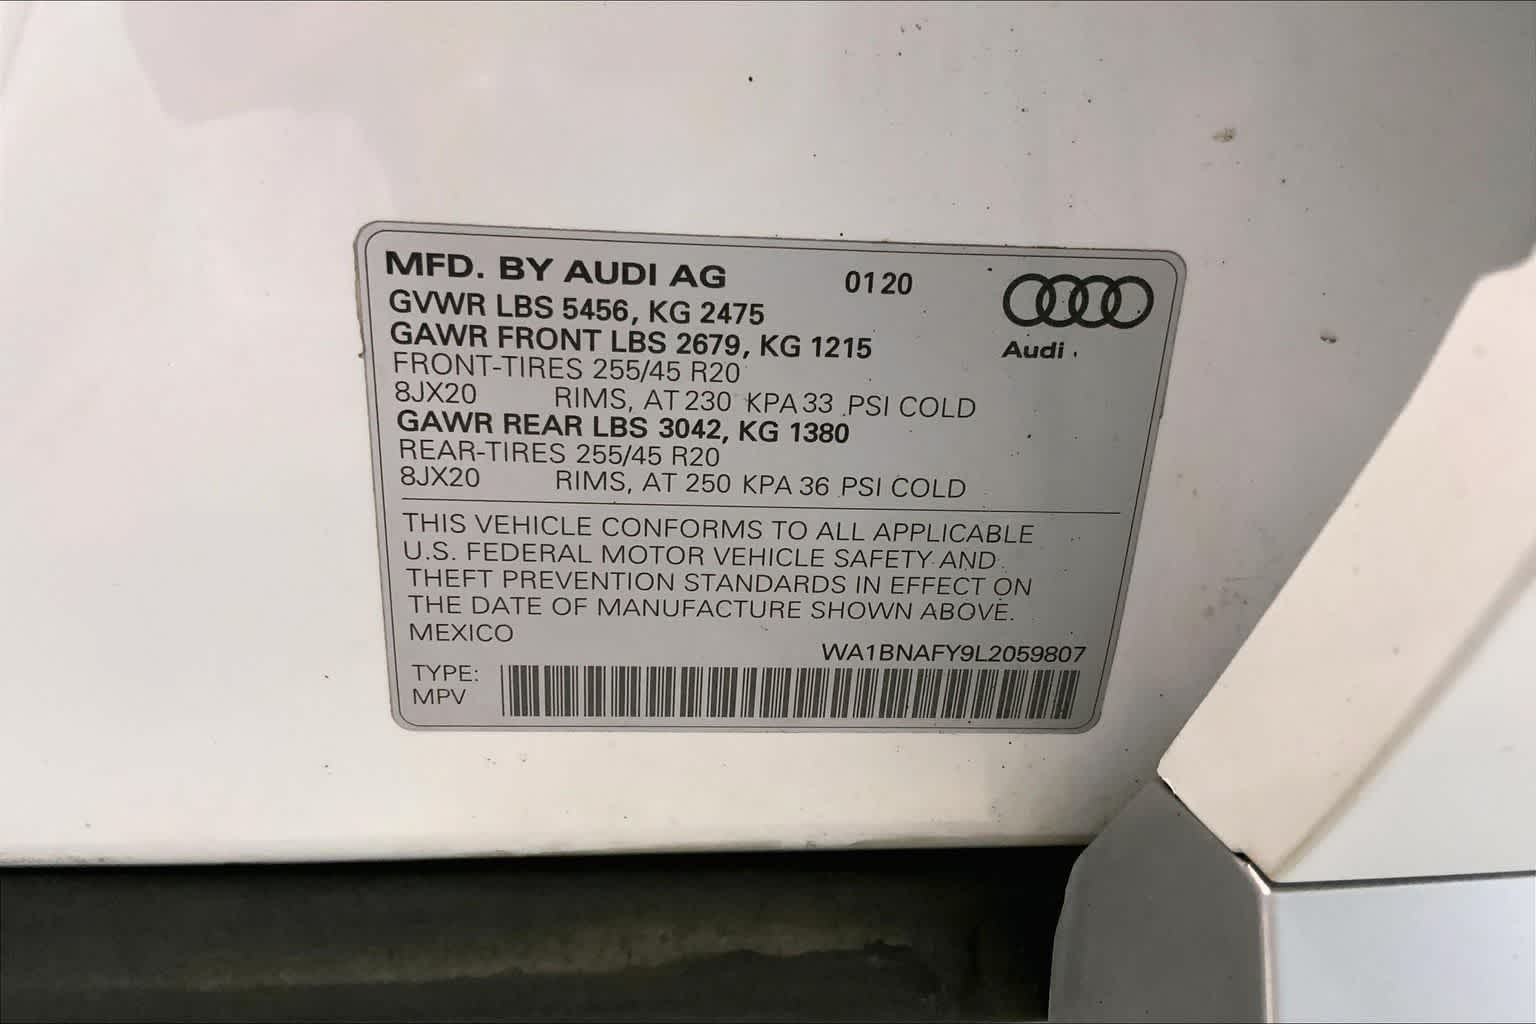 MFD. BY AUDI AG 0120
GVWR LBS 5456, KG 2475
GAWR FRONT LBS 2679, KG 1215
Audi
FRONT-TIRES 255/45 R20
8JX20 RIMS, AT 230 KPA 33 PSI COLD
GAWR REAR LBS 3042, KG 1380
REAR-TIRES 255/45 R20
8JX20 RIMS, AT 250 KPA 36 PSI COLD
THIS VEHICLE CONFORMS TO ALL APPLICABLE
U.S. FEDERAL MOTOR VEHICLE SAFETY AND
THEFT PREVENTION STANDARDS IN EFFECT ON
THE DATE OF MANUFACTURE SHOWN ABOVE.
MEXICO
WA1BNAFY9L2059807
TYPE:
MPV